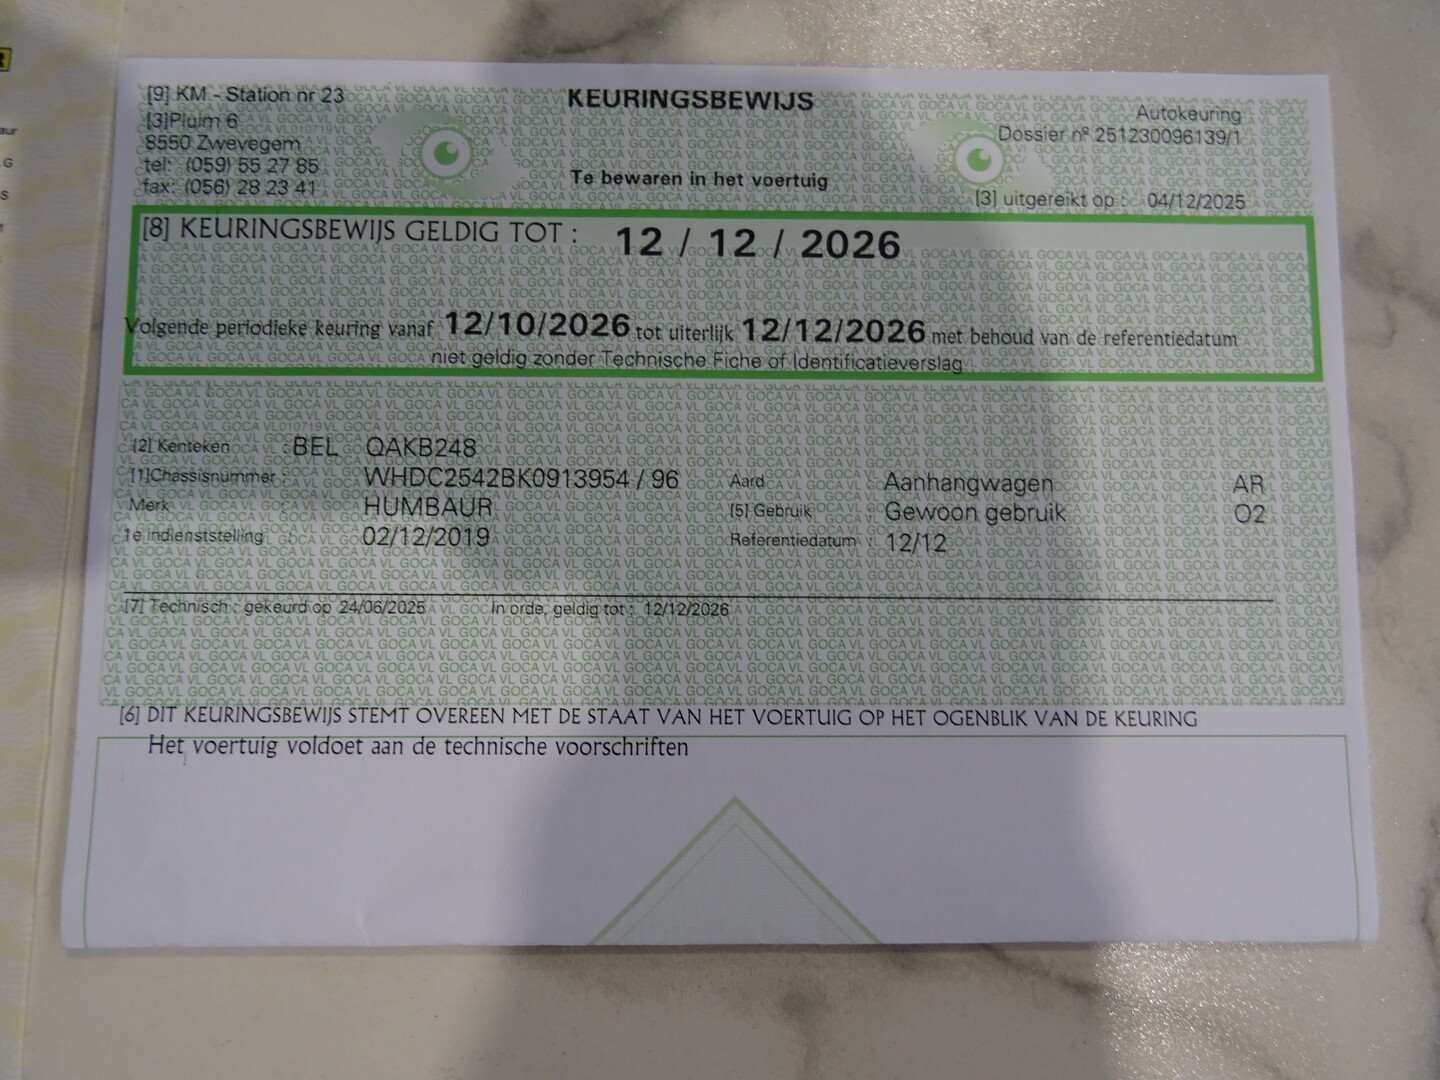 [9] KM - Station nr 23
[3]Pluim 6
8550 Zwevegem
tel: (059) 55 27 85
fax: (056) 28 23 41
KEURINGSBEWIJS
Te bewaren in het voertuig
Autokeuring
Dossier nº 251230096139/1
[3] uitgereikt op : 04/12/2025
[8] KEURINGSBEWIJS GELDIG TOT : 12 / 12 / 2026
Volgende periodieke keuring vanaf 12/10/2026 tot uiterlijk 12/12/2026 met behoud van de referentiedatum
niet geldig zonder Technische Fiche of Identificatieverslag
[2] Kenteken : BEL QAKB248
[1]Chassisnummer : WHDC2542BK0913954 / 96 Aard Aanhangwagen AR
Merk HUMBAUR [5] Gebruik Gewoon gebruik O2
1e indienststelling : 02/12/2019 Referentiedatum : 12/12
[7] Technisch : gekeurd op 24/06/2025 In orde, geldig tot : 12/12/2026
[6] DIT KEURINGSBEWIJS STEMT OVEREEN MET DE STAAT VAN HET VOERTUIG OP HET OGENBLIK VAN DE KEURING
Het voertuig voldoet aan de technische voorschriften